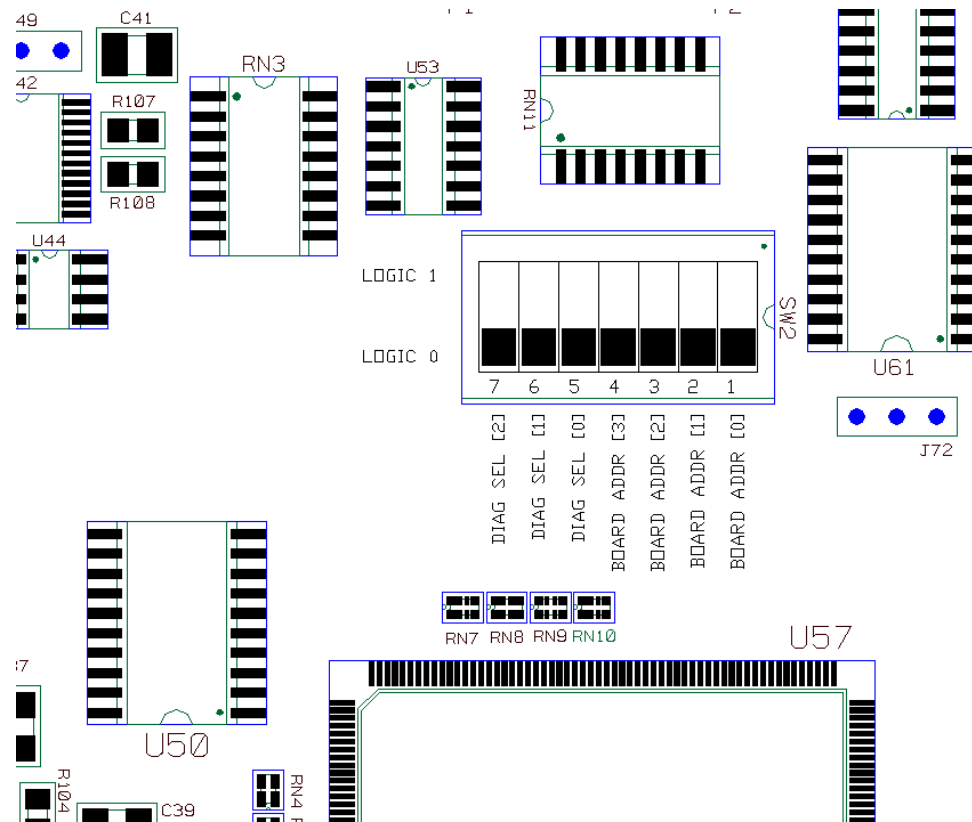 49
C41
42
RN3
U53
R107
RN11
R108
U44
LOGIC 1
SW2
LOGIC 0
7 6 5 4 3 2 1
U61
DIAG SEL [2]
DIAG SEL [1]
DIAG SEL [0]
BOARD ADDR [3]
BOARD ADDR [2]
BOARD ADDR [1]
BOARD ADDR [0]
J72
RN7 RN8 RN9 RN10
U57
U50
R104
RN4
C39